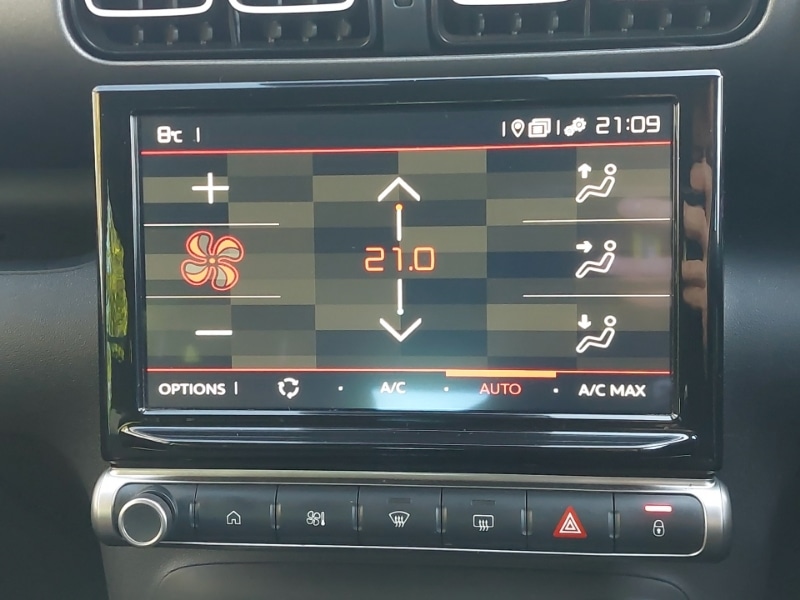 8°C 21:09
21.0
OPTIONS A/C AUTO A/C MAX